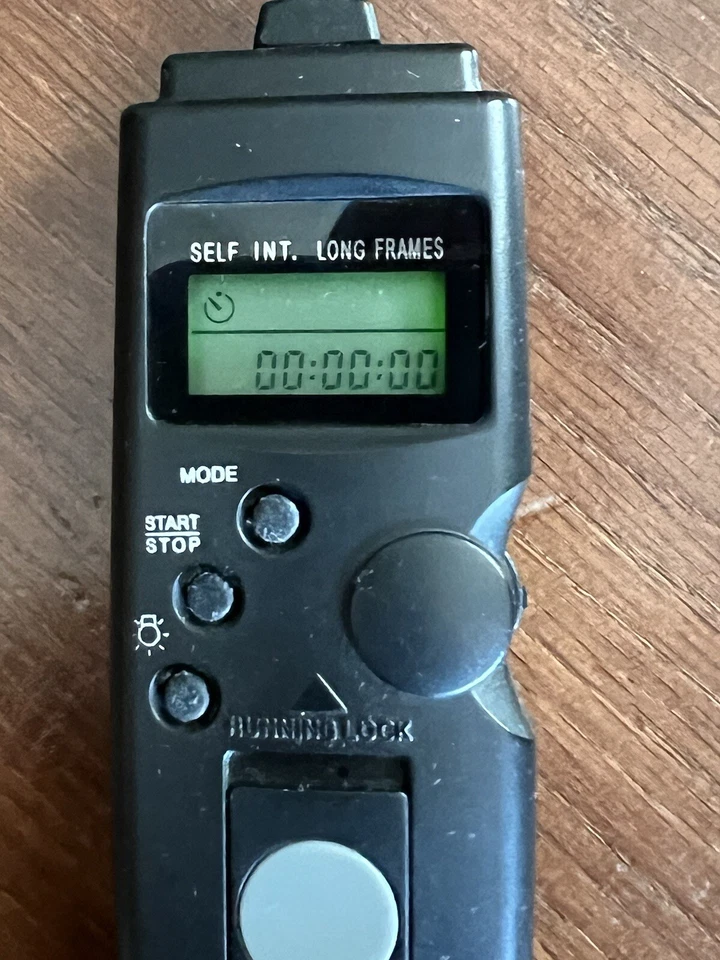 SELF INT. LONG FRAMES
00:00:00
MODE
START
STOP
RUNNING LOCK